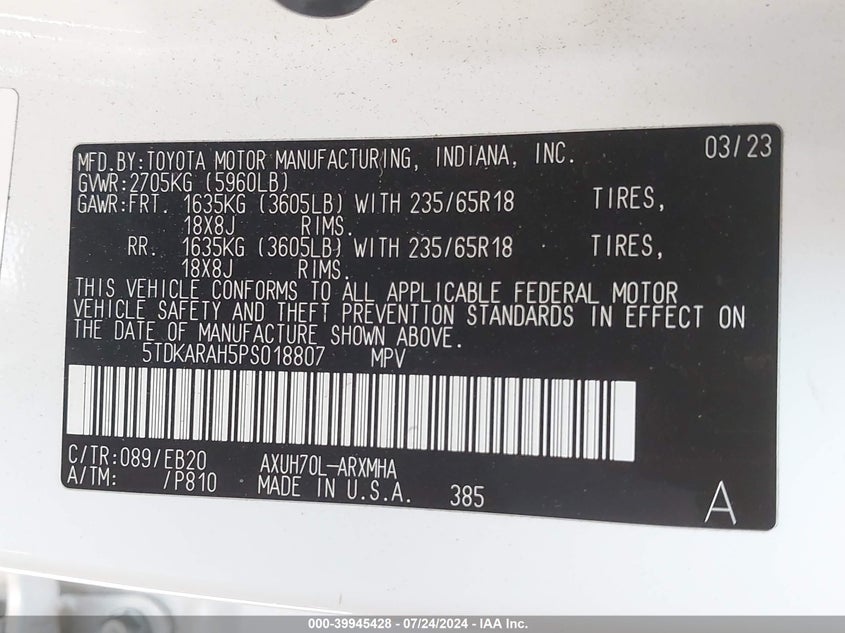 MFD.BY:TOYOTA MOTOR MANUFACTURING, INDIANA, INC. 03/23
GVWR:2705KG (5960LB)
GAWR:FRT. 1635KG (3605LB) WITH 235/65R18 TIRES,
18X8J RIMS.
RR. 1635KG (3605LB) WITH 235/65R18 TIRES,
18X8J RIMS.
THIS VEHICLE CONFORMS TO ALL APPLICABLE FEDERAL MOTOR
VEHICLE SAFETY AND THEFT PREVENTION STANDARDS IN EFFECT ON
THE DATE OF MANUFACTURE SHOWN ABOVE.
5TDKARAH5PS018807 MPV
C/TR:089/EB20 AXUH70L-ARXMHA
A/TM: /P810 MADE IN U.S.A. 385 A
000-39945428 - 07/24/2024 - IAA Inc.